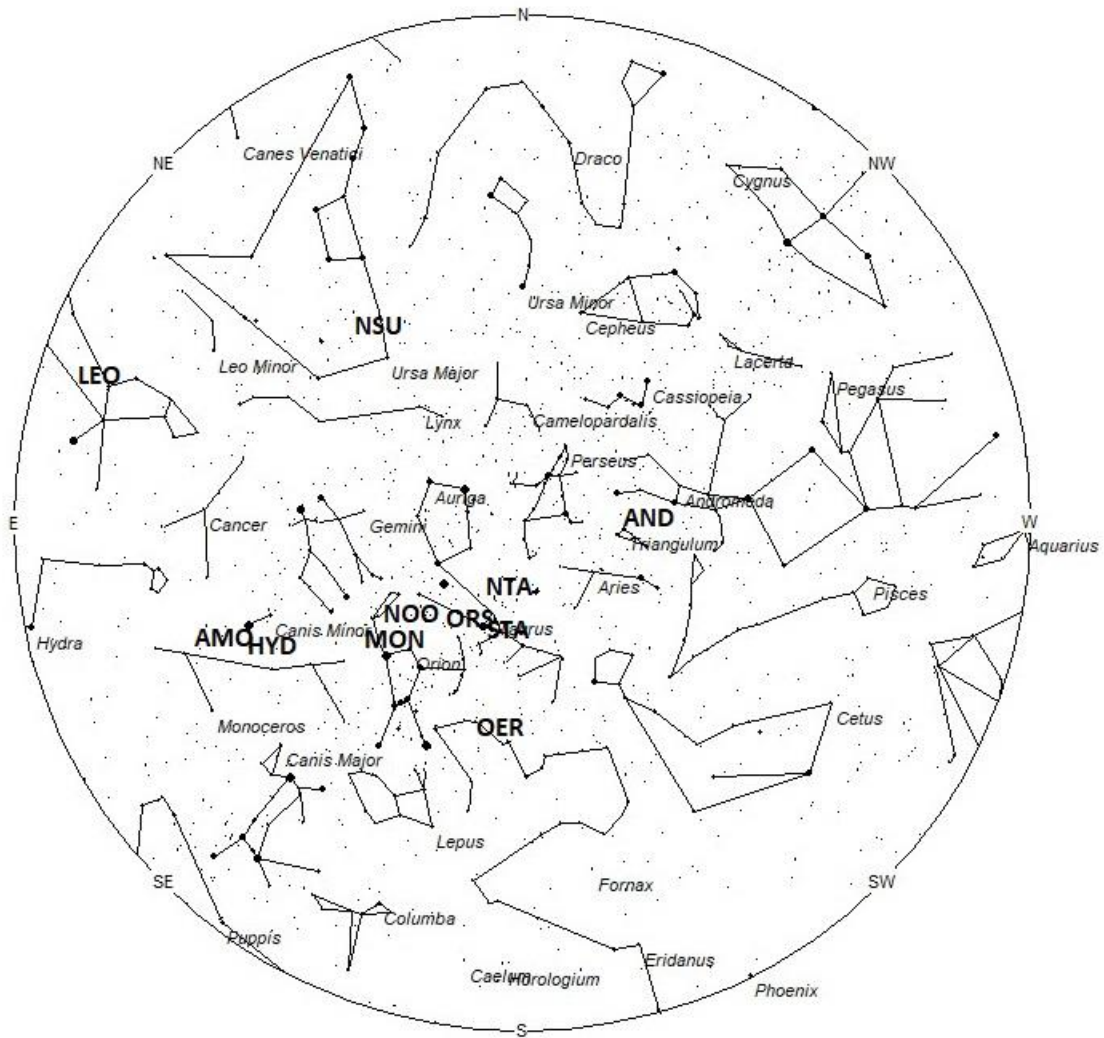 N
Canes Venatici
NE
Draco
NW
Cygnus
Ursa Minor
NSU
Cepheus
Leo Minor
Ursa Major
Lacerta
LEO
Cassiopeia
Pegasus
Lynx
Camelopardalis
Perseus
Auriga
Andromeda
AND
E
Cancer
Gemini
Triangulum
W
Aquarius
NTA
Aries
Pisces
NOO
ORS
STA
Taurus
AMO
HYD
Canis Minor
MON
Hydra
Orion
Monoceros
OER
Cetus
Canis Major
Lepus
SE
Fornax
SW
Columba
Puppis
Eridanus
Caelum
Horologium
Phoenix
S